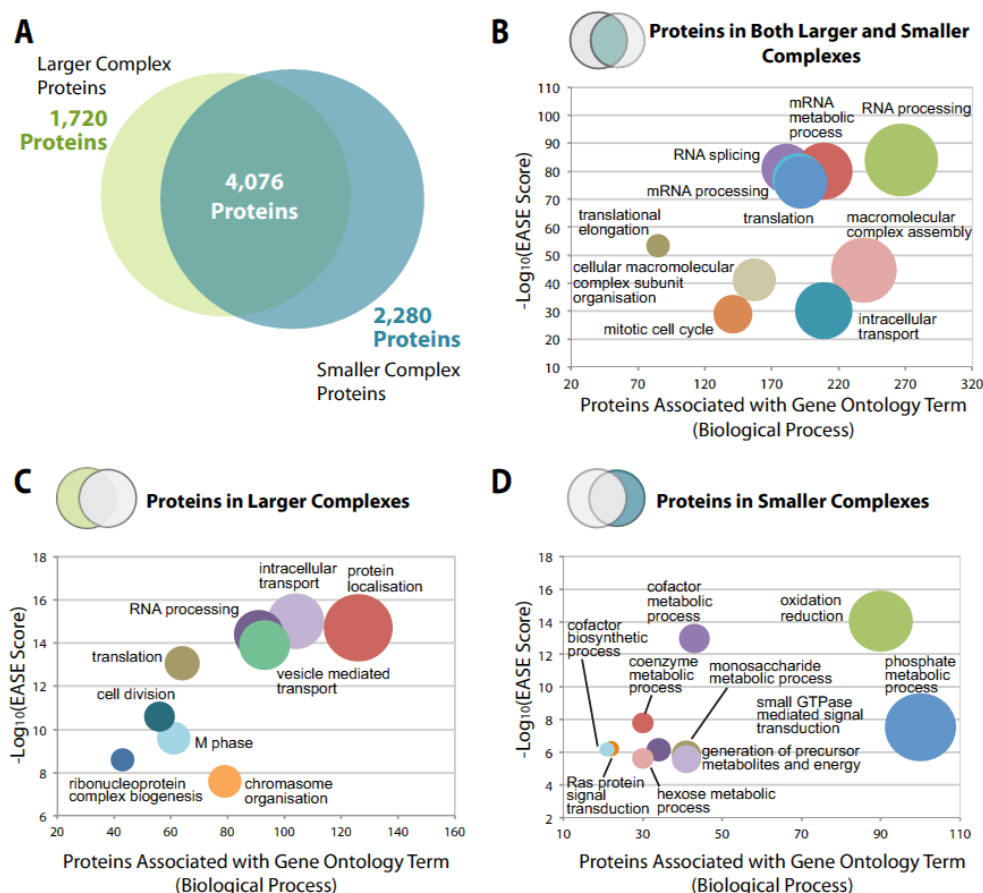 A
Larger Complex
Proteins
1,720
Proteins
4,076
Proteins
2,280
Proteins
Smaller Complex
Proteins
B
Proteins in Both Larger and Smaller
Complexes
-Log10(EASE Score)
110
100
90
80
70
60
50
40
30
20
10
mRNA
metabolic
process
RNA processing
RNA splicing
mRNA processing
translation
translational
elongation
macromolecular
complex assembly
cellular macromolecular
complex subunit
organisation
mitotic cell cycle
intracellular
transport
20 70 120 170 220 270 320
Proteins Associated with Gene Ontology Term
(Biological Process)
C
Proteins in Larger Complexes
-Log10(EASE Score)
18
16
14
12
10
8
6
intracellular
transport
protein
localisation
RNA processing
translation
vesicle mediated
transport
cell division
M phase
ribonucleoprotein
complex biogenesis
chromasome
organisation
20 40 60 80 100 120 140 160
Proteins Associated with Gene Ontology Term
(Biological Process)
D
Proteins in Smaller Complexes
-Log10(EASE Score)
18
16
14
12
10
8
6
4
2
cofactor
metabolic
process
oxidation
reduction
cofactor
biosynthetic
process
coenzyme
metabolic
process
monosaccharide
metabolic process
phosphate
metabolic
process
small GTPase
mediated signal
transduction
generation of precursor
metabolites and energy
Ras protein
signal
transduction
hexose metabolic
process
10 30 50 70 90 110
Proteins Associated with Gene Ontology Term
(Biological Process)